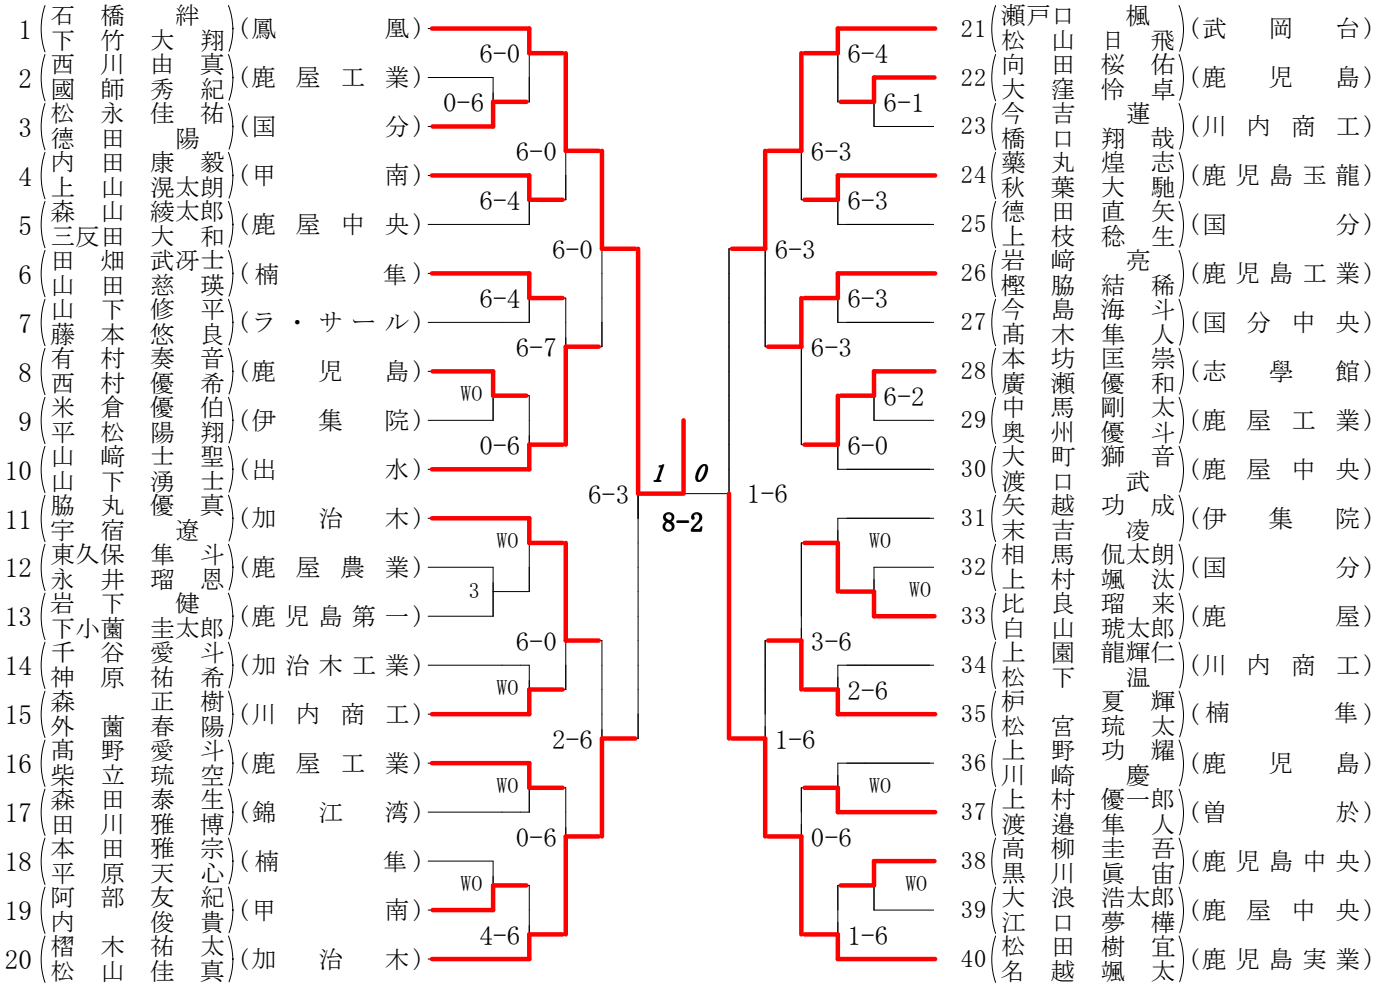 石橋 絆
1 (鳳凰)
下竹 大翔
6-0
西川 由真
2 (鹿屋工業)
國師 秀紀
0-6
松永 佳祐
3 (国分)
德田 陽
6-0
内田 康毅
4 (甲南)
上山 滉太朗
6-4
森山 綾太郎
5 (鹿屋中央)
三反田 大和
6-0
田畑 武冴士
6 (楠隼)
山田 慈瑛
6-4
山下 修平
7 (ラ・サール)
藤本 悠良
6-7
有村 奏音
8 (鹿児島)
西村 優希
WO
米倉 優伯
9 (伊集院)
平松 陽翔
0-6
山﨑 士聖
10 (出水)
山下 湧士
6-3
脇丸 優真
11 (加治木)
宇宿 遼
WO
東久保 隼斗
12 (鹿屋農業)
永井 瑠恩
3
岩下 健
13 (鹿児島第一)
下小薗 圭太郎
6-0
千谷 愛斗
14 (加治木工業)
神原 祐希
WO
森 正樹
15 (川内商工)
外薗 春陽
2-6
髙野 愛斗
16 (鹿屋工業)
柴立 琉空
WO
森田 泰生
17 (錦江湾)
田川 雅博
0-6
本田 雅宗
18 (楠隼)
平原 天心
WO
阿部 友紀
19 (甲南)
内 俊貴
4-6
榴木 祐太
20 (加治木)
松山 佳真
1 0
8-2
瀬戸口 楓
21 (武岡台)
松山 日飛
6-4
向田 桜佑
22 (鹿児島)
大窪 怜卓
6-1
今吉 蓮
23 (川内商工)
橋口 翔哉
6-3
藥丸 煌志
24 (鹿児島玉龍)
秋葉 大馳
6-3
德田 直矢
25 (国分)
上枝 稔生
6-3
岩﨑 亮
26 (鹿児島工業)
樫脇 結稀
6-3
今島 海斗
27 (国分中央)
髙木 隼人
6-3
本坊 匡崇
28 (志學館)
廣瀬 優和
6-2
中馬 剛太
29 (鹿屋工業)
奥州 優斗
6-0
大町 獅音
30 (鹿屋中央)
渡口 武
1-6
矢越 功成
31 (伊集院)
末吉 凌
WO
相馬 侃太朗
32 (国分)
上村 颯汰
WO
比良 瑠来
33 (鹿屋)
白山 琥太郎
3-6
上園 龍輝仁
34 (川内商工)
松下 温
2-6
枦 夏輝
35 (楠隼)
松宮 琉太
1-6
上野 功耀
36 (鹿児島)
川崎 慶
WO
上村 優一郎
37 (曽於)
渡邉 隼人
0-6
高柳 圭吾
38 (鹿児島中央)
黒川 眞宙
WO
大浪 浩太郎
39 (鹿屋中央)
江口 夢樺
1-6
松田 樹宜
40 (鹿児島実業)
名越 颯太